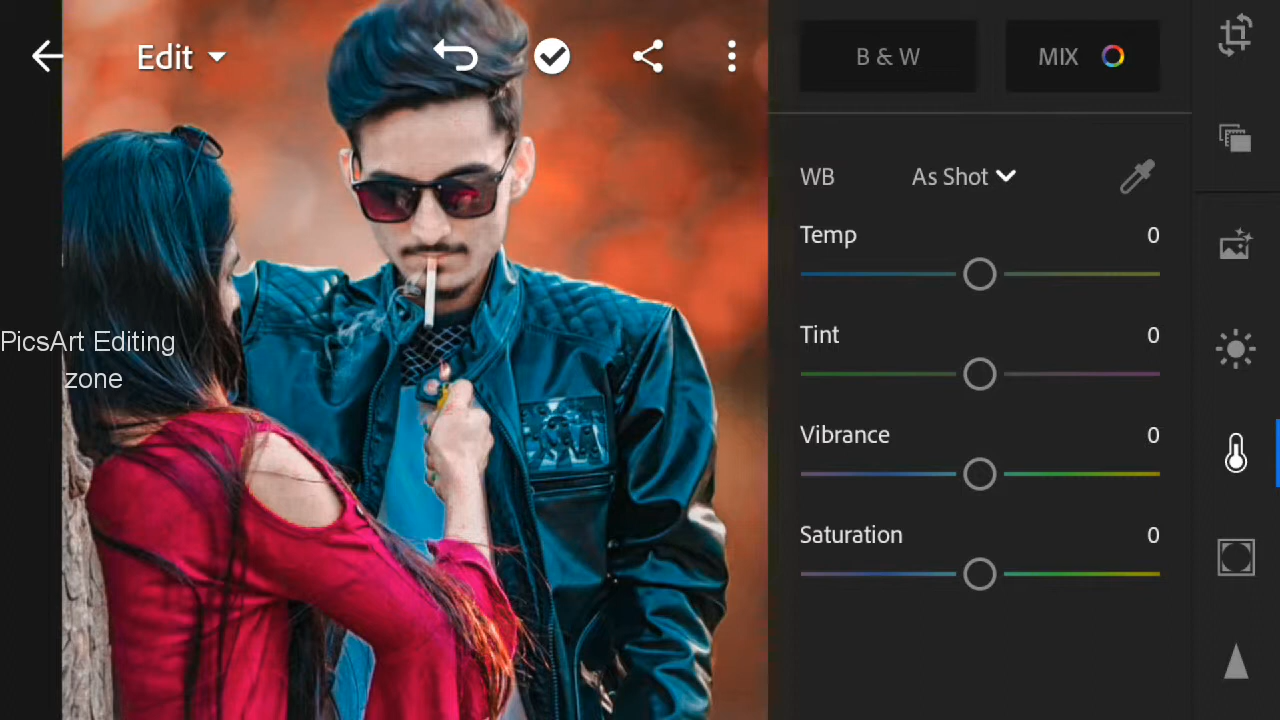 Edit
B & W
MIX
WB
As Shot
Temp
0
Tint
0
Vibrance
0
Saturation
0
PicsArt Editing
zone